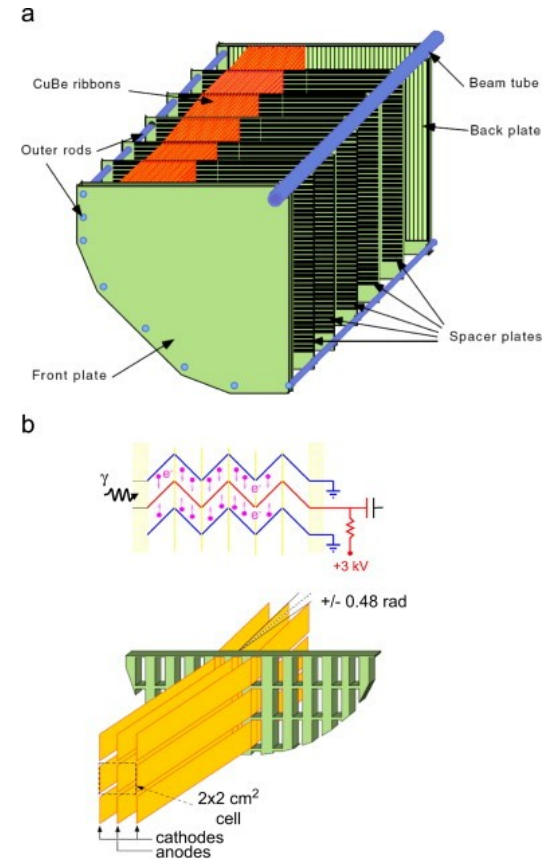 a
CuBe ribbons
Beam tube
Back plate
Outer rods
Spacer plates
Front plate
b
γ
e-
e-
+3 kV
+/- 0.48 rad
2x2 cm²
cell
cathodes
anodes